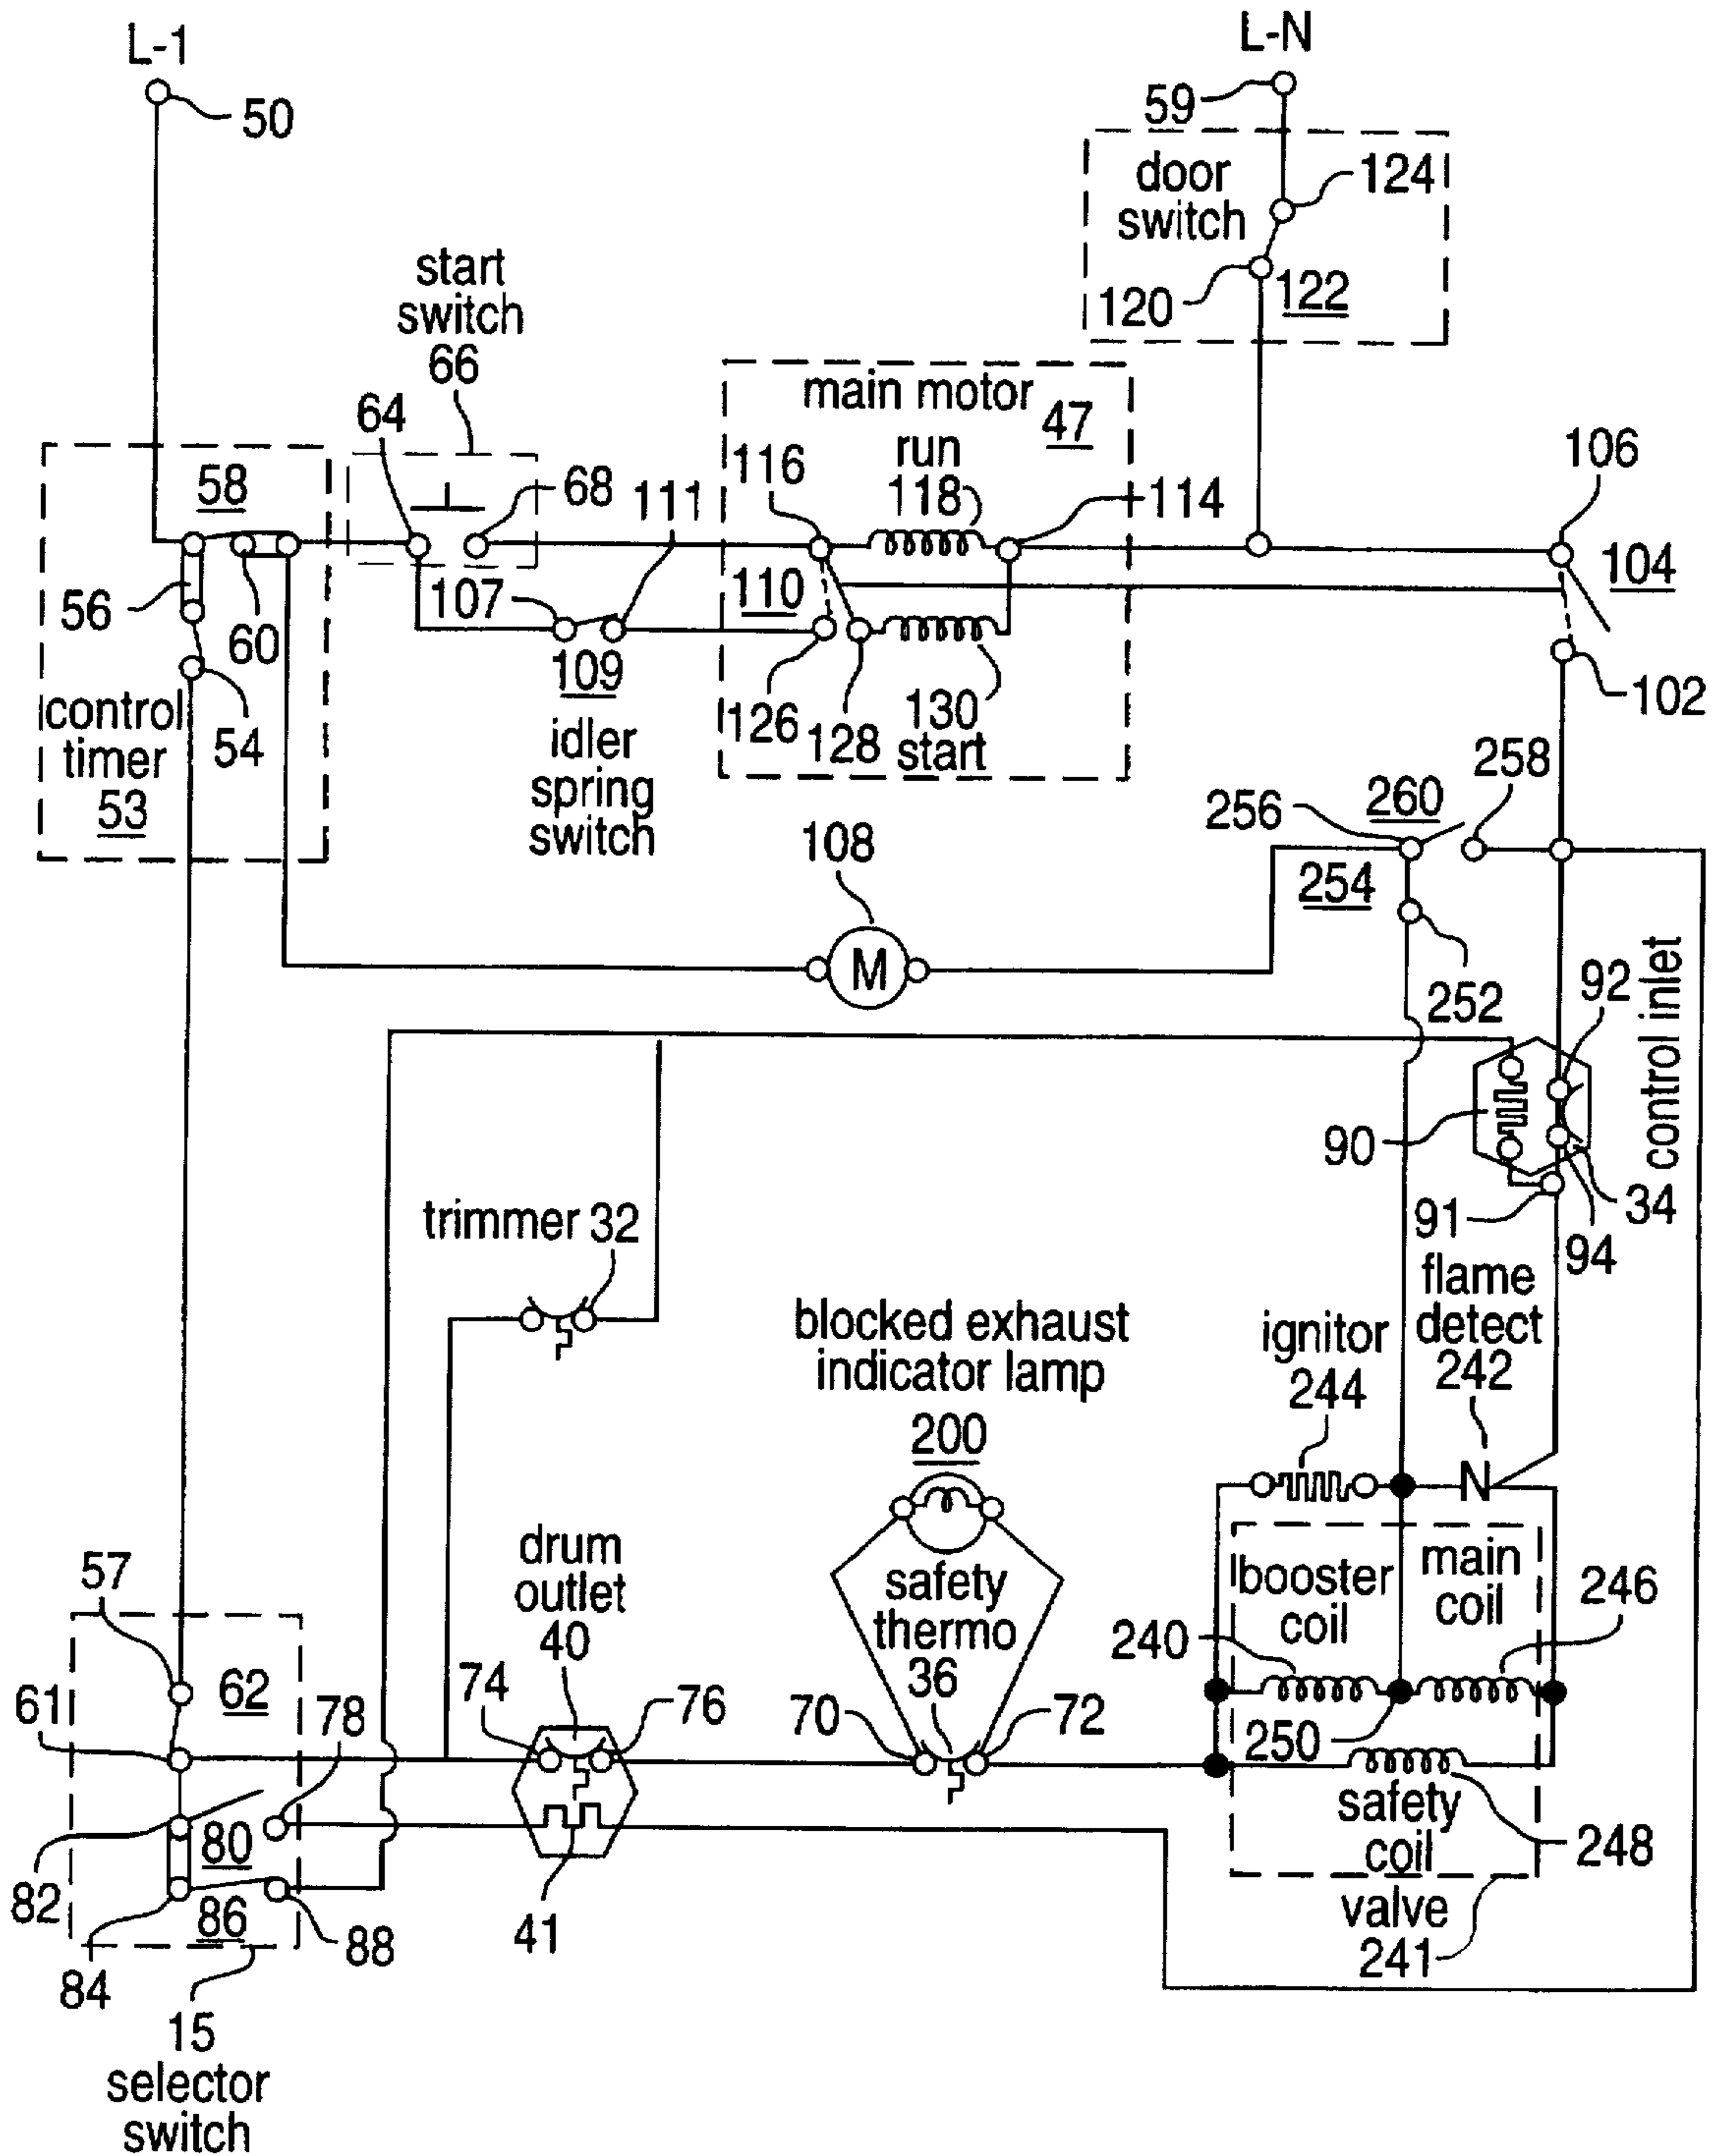 L-1
L-N
50
59
door
switch
124
120
122
start
switch
66
64
main motor
47
58
68
111
116
run
118
114
106
104
56
60
107
110
54
109
126
128
130
start
102
control
timer
53
idler
spring
switch
108
256
260
258
254
M
252
92
control inlet
90
91
34
94
trimmer 32
flame
detect
242
ignitor
244
blocked exhaust
indicator lamp
200
57
drum
outlet
40
safety
thermo
36
booster
coil
main
coil
246
240
61
62
78
74
76
70
72
250
safety
coil
248
82
80
84
86
88
41
valve
241
15
selector
switch